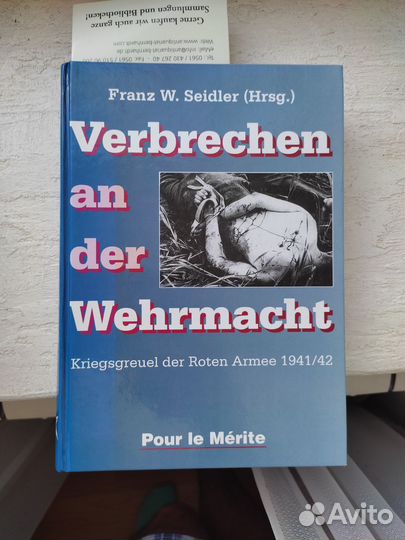 Gerne kaufen wir auch ganze
Sammlungen und Bibliotheken!
Franz W. Seidler (Hrsg.)
Verbrechen
an
der
Wehrmacht
Kriegsgreuel der Roten Armee 1941/42
Pour le Mérite
Avito